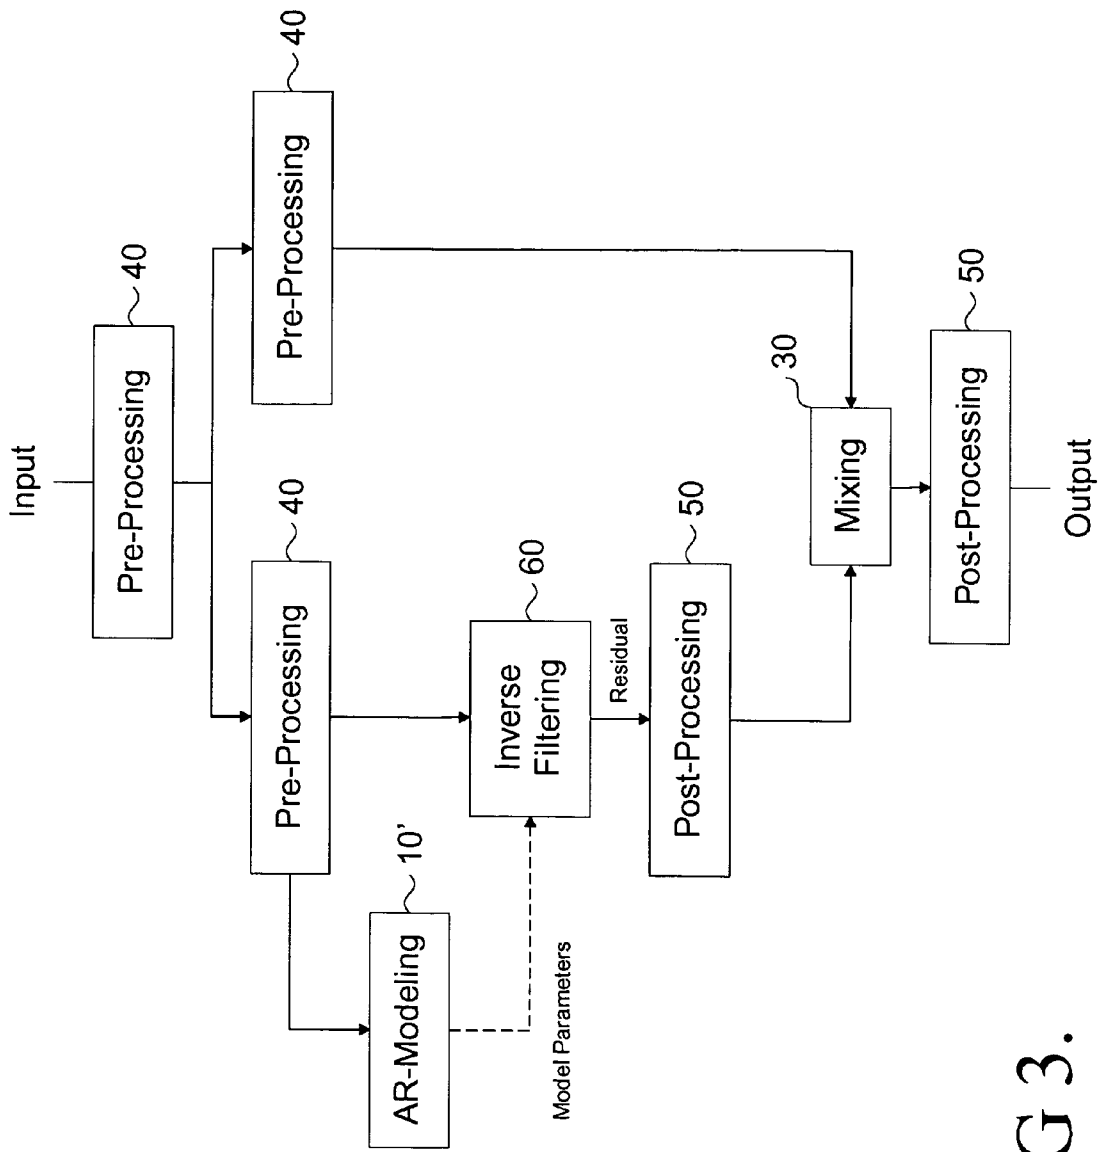 Input
Pre-Processing
40
Pre-Processing
40
Pre-Processing
40
AR-Modeling
10’
Model Parameters
Inverse
Filtering
60
Residual
Post-Processing
50
Mixing
30
Post-Processing
50
Output
G 3.